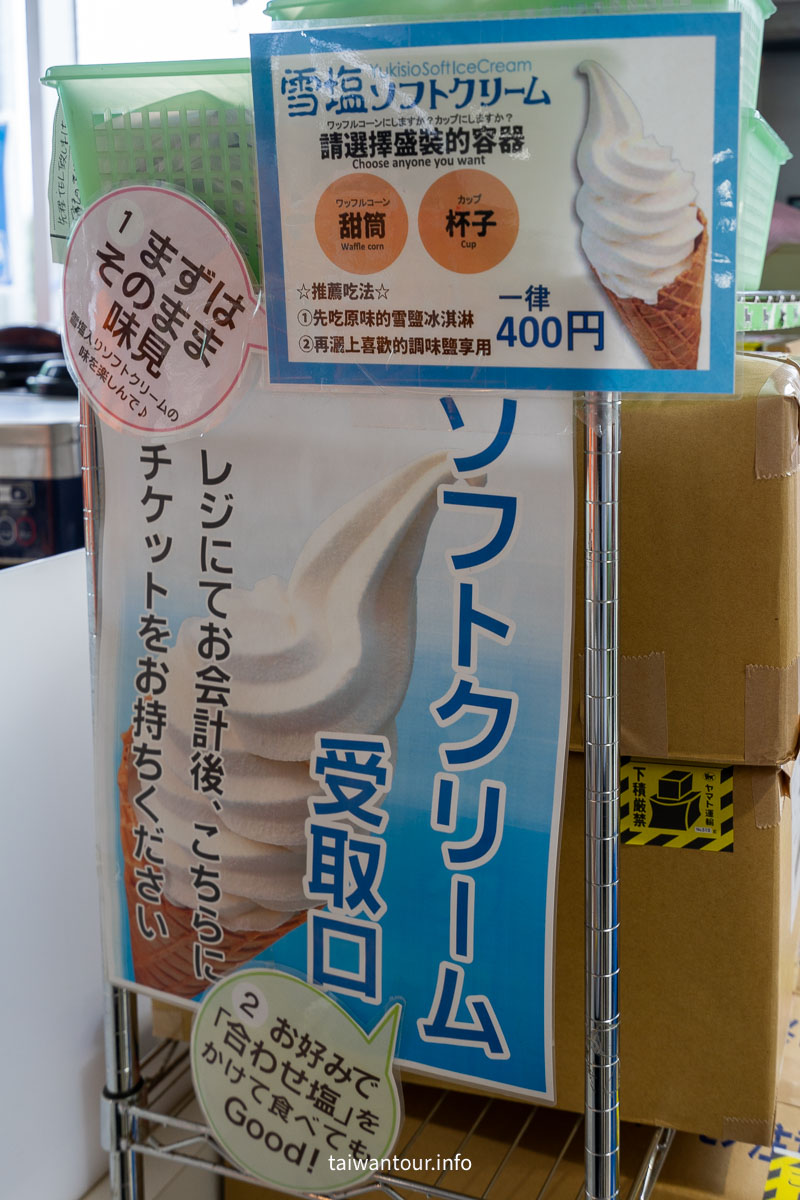 YukisioSoftIceCream
雪塩ソフトクリーム
ワッフルコーンにしますか？カップにしますか？
請選擇盛裝的容器
Choose anyone you want
ワッフルコーン
甜筒
Waffle corn
カップ
杯子
Cup
☆推薦吃法☆
①先吃原味的雪鹽冰淇淋
②再灑上喜歡的調味鹽享用
一律
400円
1 まずは
そのまま
味見
雪塩入りソフトクリームの
味を楽しんで♪
ソフトクリーム
受取口
レジにてお会計後、こちらに
チケットをお持ちください
2 お好みで
「合わせ塩」を
かけて食べても
Good!
下積厳禁
ヤマト運輸
taiwantour.info